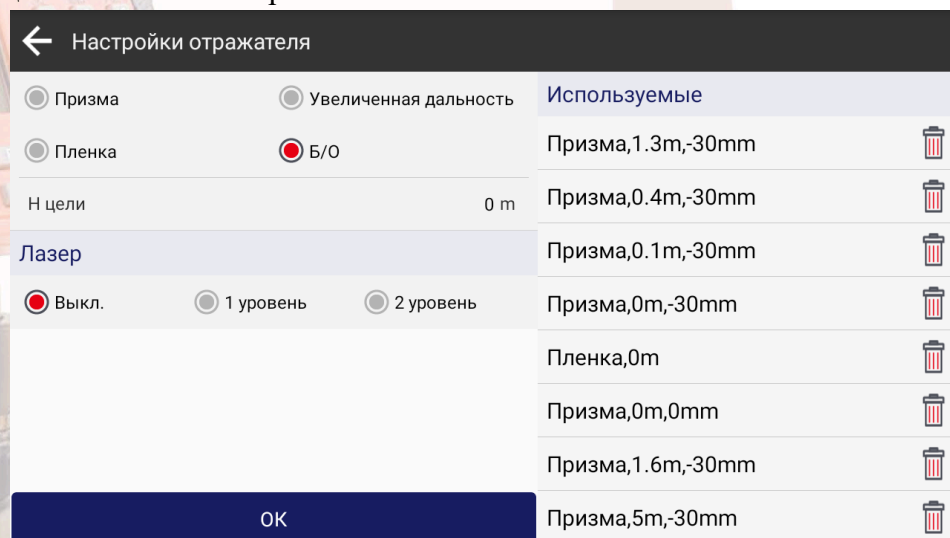 Настройки отражателя
Призма
Увеличенная дальность
Пленка
Б/О
Н цели
0 m
Лазер
Выкл.
1 уровень
2 уровень
ОК
Используемые
Призма,1.3m,-30mm
Призма,0.4m,-30mm
Призма,0.1m,-30mm
Призма,0m,-30mm
Пленка,0m
Призма,0m,0mm
Призма,1.6m,-30mm
Призма,5m,-30mm